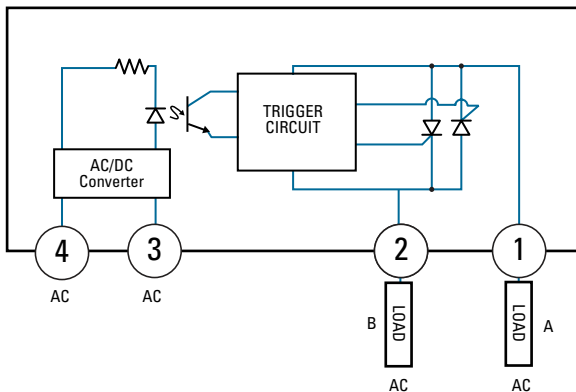 TRIGGER
CIRCUIT
AC/DC
Converter
4
3
2
1
AC
AC
B
LOAD
LOAD
A
AC
AC